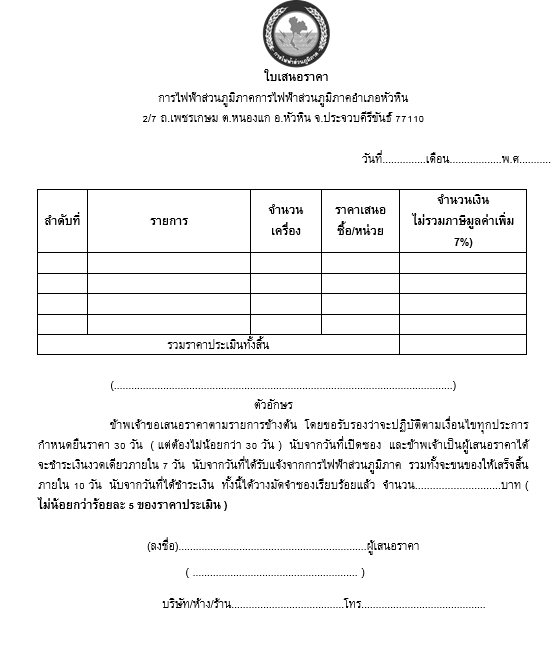 การไฟฟ้าส่วนภูมิภาค
ใบเสนอราคา
การไฟฟ้าส่วนภูมิภาคการไฟฟ้าส่วนภูมิภาคอำเภอหัวหิน
2/7 ถ.เพชรเกษม ต.หนองแก อ.หัวหิน จ.ประจวบคีรีขันธ์ 77110
วันที่...............เดือน..................พ.ศ...........
ลำดับที่ รายการ จำนวน เครื่อง ราคาเสนอ ซื้อ/หน่วย จำนวนเงิน ไม่รวมภาษีมูลค่าเพิ่ม 7%)
รวมราคาประเมินทั้งสิ้น
(......................................................................................................................)
ตัวอักษร
ข้าพเจ้าขอเสนอราคาตามรายการข้างต้น โดยขอรับรองว่าจะปฏิบัติตามเงื่อนไขทุกประการ
กำหนดยืนราคา 30 วัน ( แต่ต้องไม่น้อยกว่า 30 วัน ) นับจากวันที่เปิดซอง และข้าพเจ้าเป็นผู้เสนอราคาได้
จะชำระเงินงวดเดียวภายใน 7 วัน นับจากวันที่ได้รับแจ้งจากการไฟฟ้าส่วนภูมิภาค รวมทั้งจะขนของให้เสร็จสิ้น
ภายใน 10 วัน นับจากวันที่ได้ชำระเงิน ทั้งนี้ได้วางมัดจำซองเรียบร้อยแล้ว จำนวน..............................บาท (
ไม่น้อยกว่าร้อยละ 5 ของราคาประเมิน )
(ลงชื่อ).................................................................ผู้เสนอราคา
( ......................................................... )
บริษัท/ห้าง/ร้าน.......................................โทร...........................................